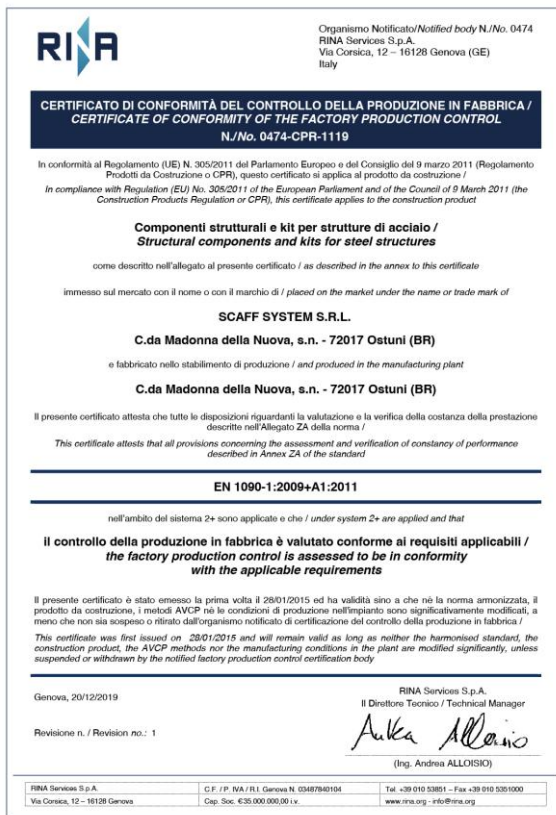 RINA
Organismo Notificato/Notified body N./No. 0474
RINA Services S.p.A.
Via Corsica, 12 – 16128 Genova (GE)
Italy
CERTIFICATO DI CONFORMITÀ DEL CONTROLLO DELLA PRODUZIONE IN FABBRICA /
CERTIFICATE OF CONFORMITY OF THE FACTORY PRODUCTION CONTROL
N./No. 0474-CPR-1119
In conformità al Regolamento (UE) N. 305/2011 del Parlamento Europeo e del Consiglio del 9 marzo 2011 (Regolamento
Prodotti da Costruzione o CPR), questo certificato si applica al prodotto da costruzione /
In compliance with Regulation (EU) No. 305/2011 of the European Parliament and of the Council of 9 March 2011 (the
Construction Products Regulation or CPR), this certificate applies to the construction product
Componenti strutturali e kit per strutture di acciaio /
Structural components and kits for steel structures
come descritto nell'allegato al presente certificato / as described in the annex to this certificate
immesso sul mercato con il nome o con il marchio di / placed on the market under the name or trade mark of
SCAFF SYSTEM S.R.L.
C.da Madonna della Nuova, s.n. - 72017 Ostuni (BR)
e fabbricato nello stabilimento di produzione / and produced in the manufacturing plant
C.da Madonna della Nuova, s.n. - 72017 Ostuni (BR)
Il presente certificato attesta che tutte le disposizioni riguardanti la valutazione e la verifica della costanza della prestazione
descritte nell'Allegato ZA della norma /
This certificate attests that all provisions concerning the assessment and verification of constancy of performance
described in Annex ZA of the standard
EN 1090-1:2009+A1:2011
nell'ambito del sistema 2+ sono applicate e che / under system 2+ are applied and that
il controllo della produzione in fabbrica è valutato conforme ai requisiti applicabili /
the factory production control is assessed to be in conformity
with the applicable requirements
Il presente certificato è stato emesso la prima volta il 28/01/2015 ed ha validità sino a che nè la norma armonizzata, il
prodotto da costruzione, i metodi AVCP nè le condizioni di produzione nell'impianto sono significativamente modificati, a
meno che non sia sospeso o ritirato dall'organismo notificato di certificazione del controllo della produzione in fabbrica /
This certificate was first issued on 28/01/2015 and will remain valid as long as neither the harmonised standard, the
construction product, the AVCP methods nor the manufacturing conditions in the plant are modified significantly, unless
suspended or withdrawn by the notified factory production control certification body
Genova, 20/12/2019
RINA Services S.p.A.
Il Direttore Tecnico / Technical Manager
Revisione n. / Revision no.: 1
(Ing. Andrea ALLOISIO)
RINA Services S.p.A.
C.F. / P. IVA / R.I. Genova N. 03487840104
Tel. +39 010 53851 – Fax +39 010 5351000
Via Corsica, 12 – 16128 Genova
Cap. Soc. € 35.000.000,00 i.v.
www.rina.org - info@rina.org